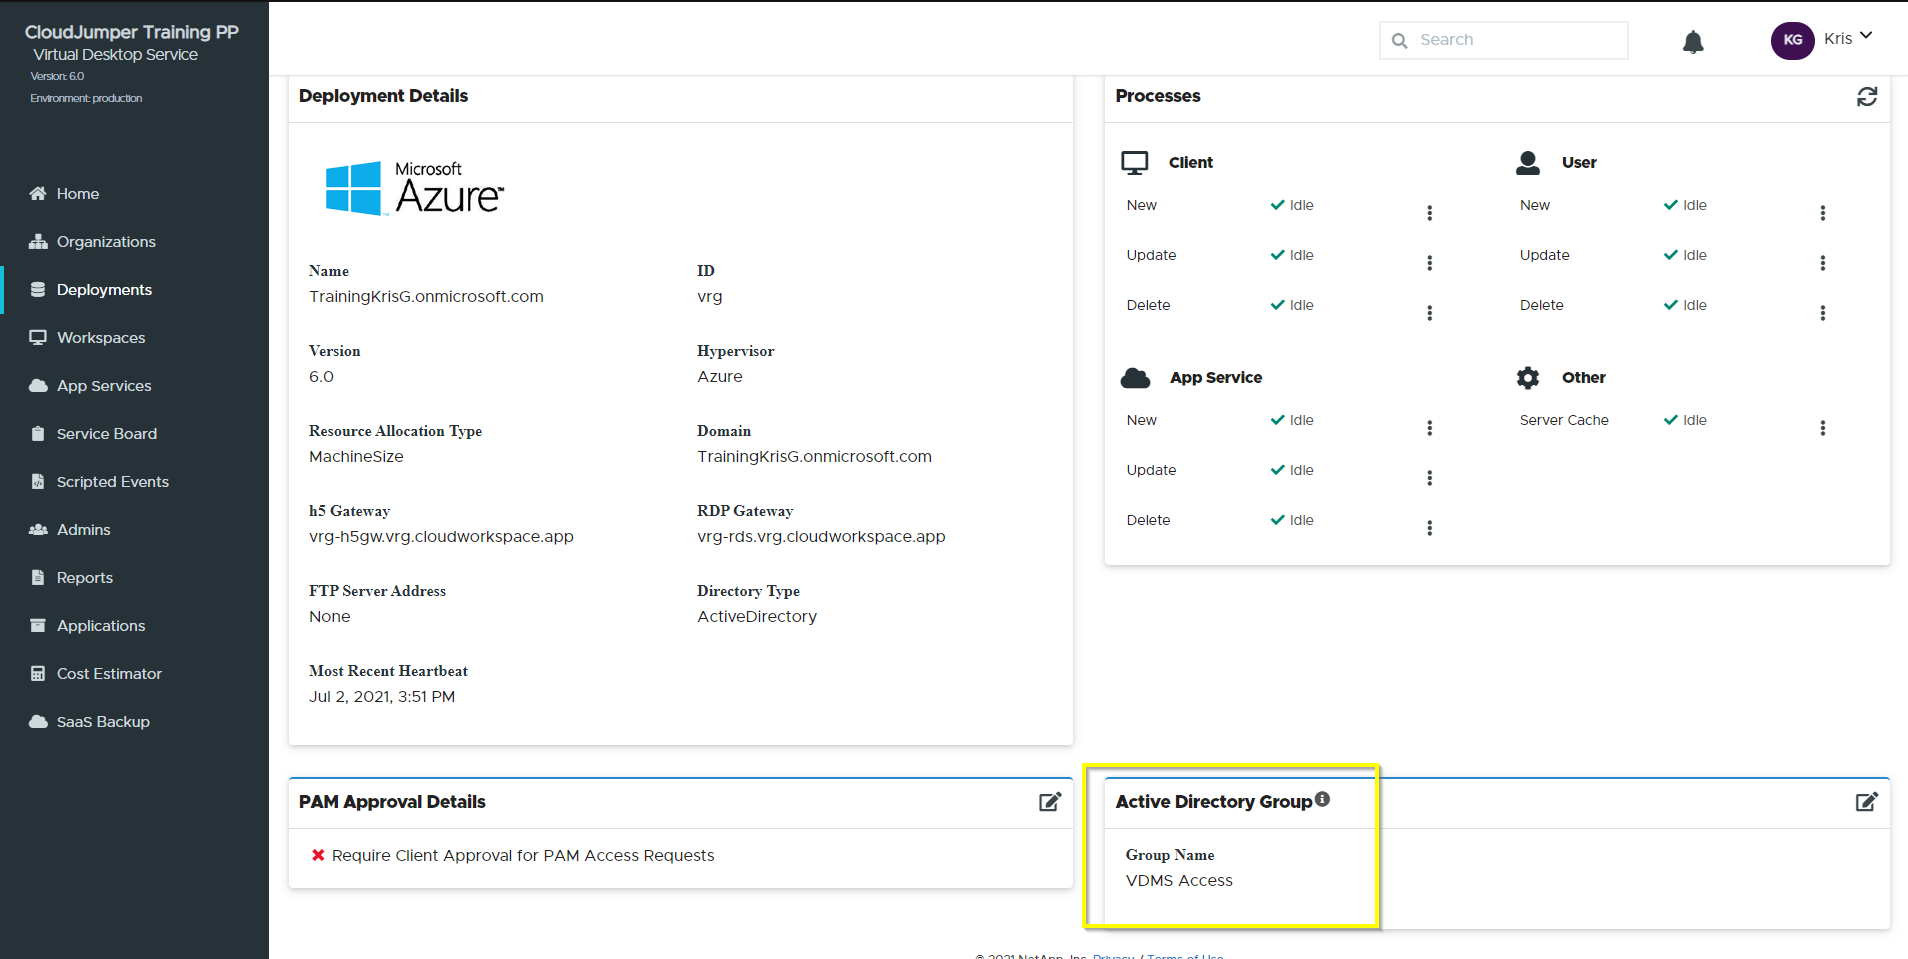 CloudJumper Training PP
Virtual Desktop Service
Version: 6.0
Environment: production
Search
KG
Kris
Home
Organizations
Deployments
Workspaces
App Services
Service Board
Scripted Events
Admins
Reports
Applications
Cost Estimator
SaaS Backup
Deployment Details
Microsoft
Azure™
Name
TrainingKrisG.onmicrosoft.com
ID
vrg
Version
6.0
Hypervisor
Azure
Resource Allocation Type
MachineSize
Domain
TrainingKrisG.onmicrosoft.com
h5 Gateway
vrg-h5gw.vrg.cloudworkspace.app
RDP Gateway
vrg-rds.vrg.cloudworkspace.app
FTP Server Address
None
Directory Type
ActiveDirectory
Most Recent Heartbeat
Jul 2, 2021, 3:51 PM
Processes
Client
New Idle
Update Idle
Delete Idle
User
New Idle
Update Idle
Delete Idle
App Service
New Idle
Update Idle
Delete Idle
Other
Server Cache Idle
PAM Approval Details
Require Client Approval for PAM Access Requests
Active Directory Group
Group Name
VDMS Access
© 2021 NetApp, Inc. Privacy / Terms of Use